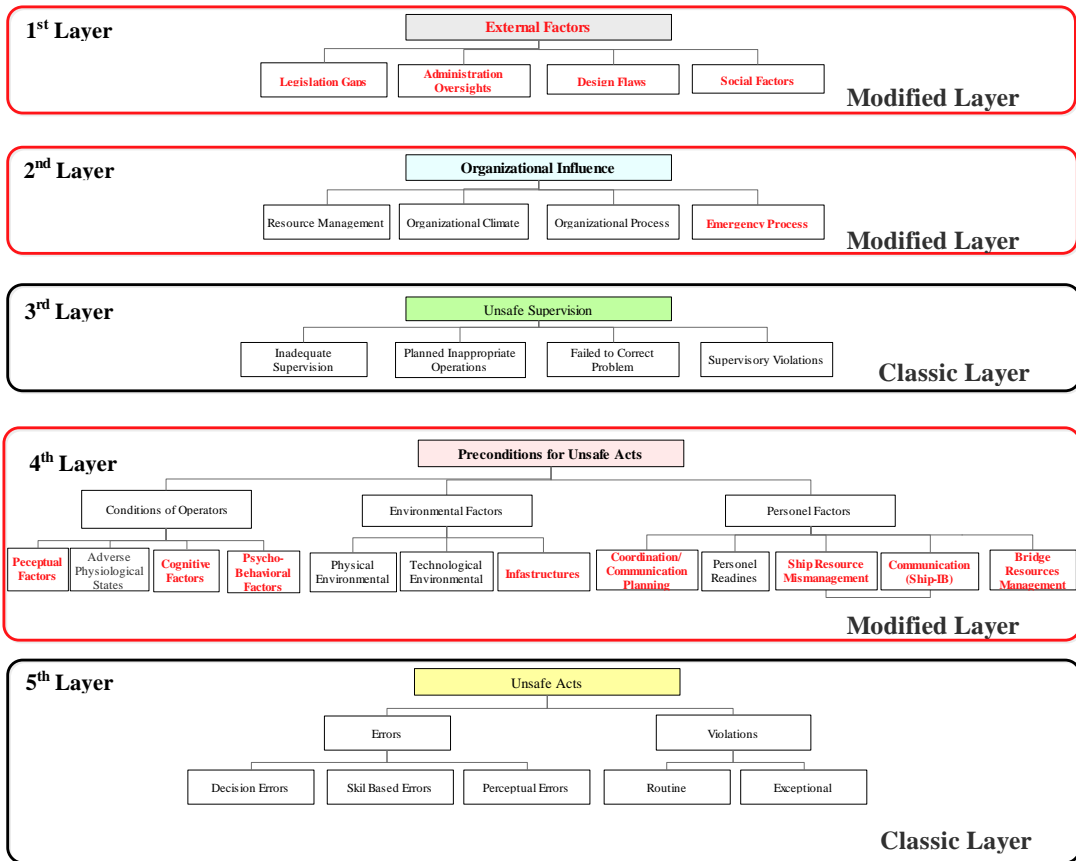 1st Layer
External Factors
Legislation Gaps
Administration
Oversights
Design Flaws
Social Factors
Modified Layer
2nd Layer
Organizational Influence
Resource Management
Organizational Climate
Organizational Process
Emergency Process
Modified Layer
3rd Layer
Unsafe Supervision
Inadequate
Supervision
Planned Inappropriate
Operations
Failed to Correct
Problem
Supervisory Violations
Classic Layer
4th Layer
Preconditions for Unsafe Acts
Conditions of Operators
Environmental Factors
Personel Factors
Peceptual
Factors
Adverse
Physiological
States
Cognitive
Factors
Psycho-
Behavioral
Factors
Physical
Environmental
Technological
Environmental
Infastructures
Coordination/
Communication
Planning
Personel
Readines
Ship Resource
Mismanagement
Communication
(Ship-IB)
Bridge
Resources
Management
Modified Layer
5th Layer
Unsafe Acts
Errors
Violations
Decision Errors
Skil Based Errors
Perceptual Errors
Routine
Exceptional
Classic Layer